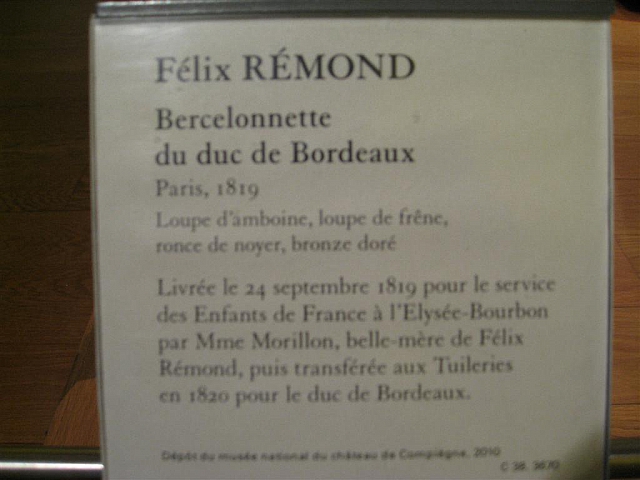 Félix RÉMOND
Bercelonnette
du duc de Bordeaux
Paris, 1819
Loupe d'amboine, loupe de frêne,
ronce de noyer, bronze doré
Livrée le 24 septembre 1819 pour le service
des Enfants de France à l'Elysée-Bourbon
par Mme Morillon, belle-mère de Félix
Rémond, puis transférée aux Tuileries
en 1820 pour le duc de Bordeaux.
Dépôt du musée national du château de Compiègne, 2010
C 38. 3670